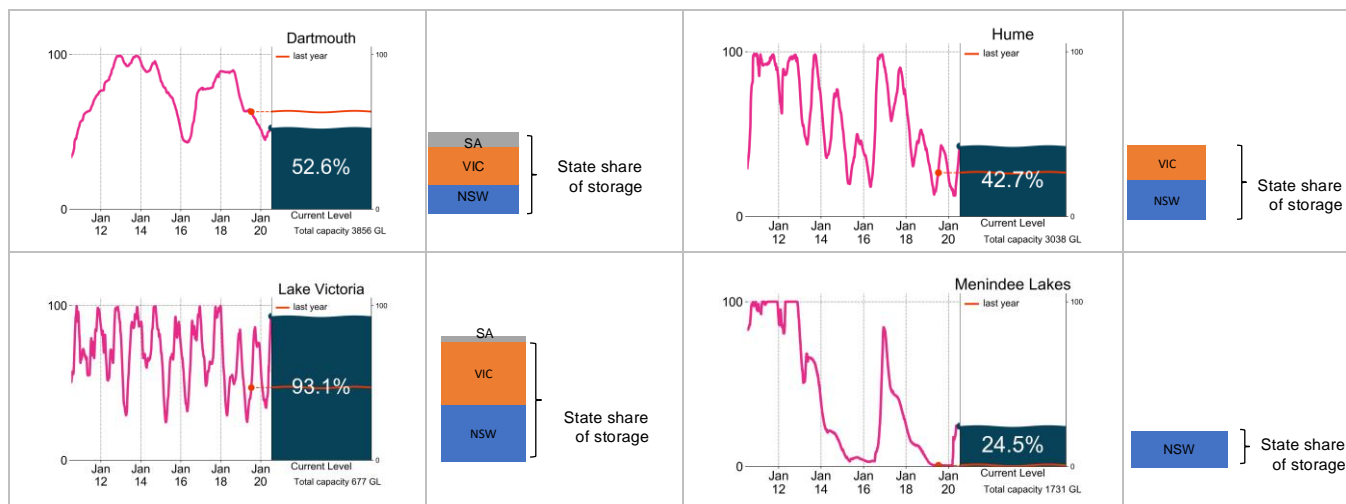 Dartmouth
last year
100
100
52.6%
0
0
Jan Jan Jan Jan Jan
12 14 16 18 20
Current Level
Total capacity 3856 GL
SA
VIC
NSW
State share
of storage
Hume
last year
100
100
42.7%
0
0
Jan Jan Jan Jan Jan
12 14 16 18 20
Current Level
Total capacity 3038 GL
VIC
NSW
State share
of storage
Lake Victoria
last year
100
100
93.1%
0
0
Jan Jan Jan Jan Jan
12 14 16 18 20
Current Level
Total capacity 677 GL
SA
VIC
NSW
State share
of storage
Menindee Lakes
last year
100
100
24.5%
0
0
Jan Jan Jan Jan Jan
12 14 16 18 20
Current Level
Total capacity 1731 GL
NSW
State share
of storage